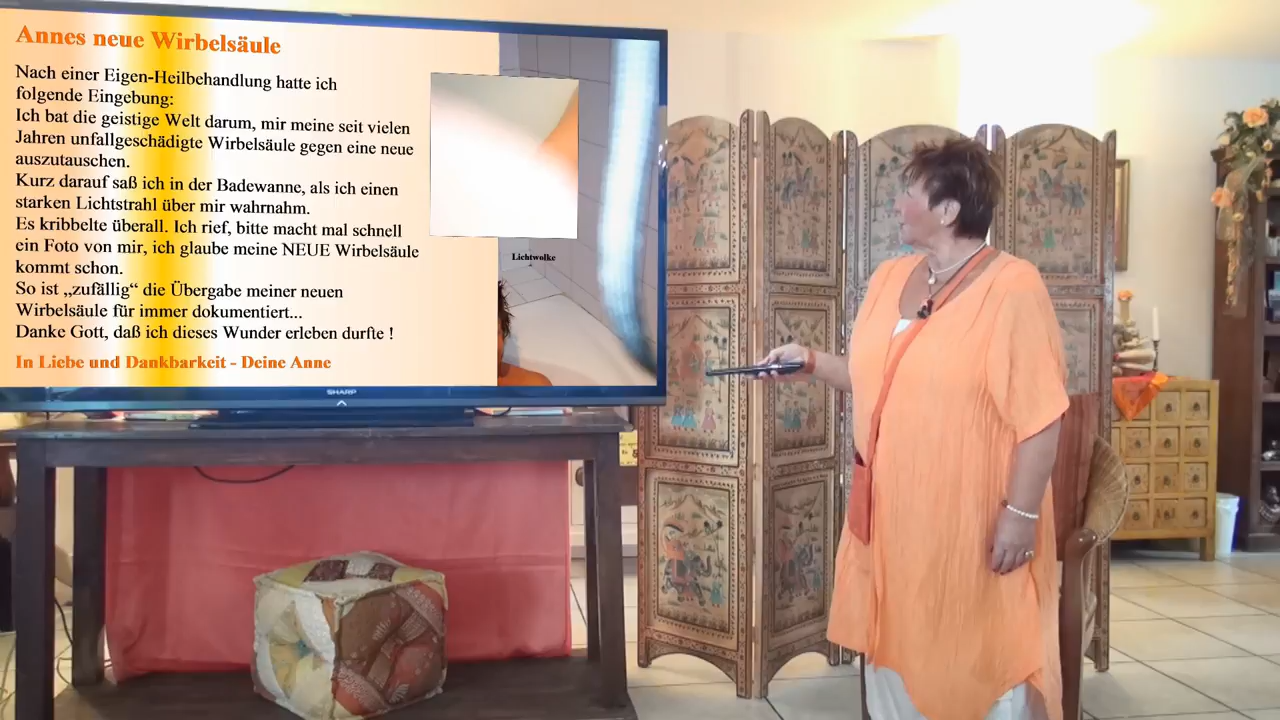 Annes neue Wirbelsäule
Nach einer Eigen-Heilbehandlung hatte ich
folgende Eingebung:
Ich bat die geistige Welt darum, mir meine seit vielen
Jahren unfallgeschädigte Wirbelsäule gegen eine neue
auszutauschen.
Kurz darauf saß ich in der Badewanne, als ich einen
starken Lichtstrahl über mir wahrnahm.
Es kribbelte überall. Ich rief, bitte macht mal schnell
ein Foto von mir, ich glaube meine NEUE Wirbelsäule
kommt schon.
So ist „zufällig“ die Übergabe meiner neuen
Wirbelsäule für immer dokumentiert...
Danke Gott, daß ich dieses Wunder erleben durfte !
In Liebe und Dankbarkeit - Deine Anne
Lichtwolke
SHARP